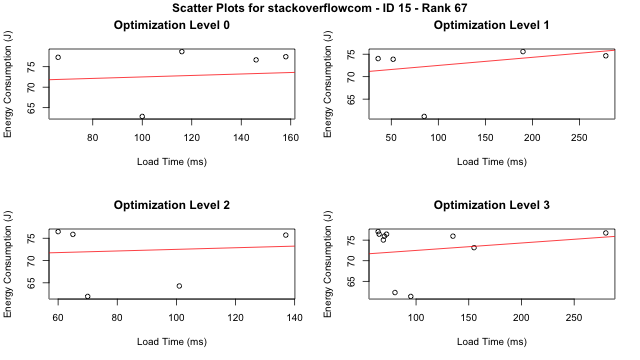 Scatter Plots for stackoverflowcom - ID 15 - Rank 67
Optimization Level 0
Energy Consumption (J)
65 70 75
80 100 120 140 160
Load Time (ms)
Optimization Level 1
Energy Consumption (J)
65 70 75
50 100 150 200 250
Load Time (ms)
Optimization Level 2
Energy Consumption (J)
65 70 75
60 80 100 120 140
Load Time (ms)
Optimization Level 3
Energy Consumption (J)
65 70 75
100 150 200 250
Load Time (ms)